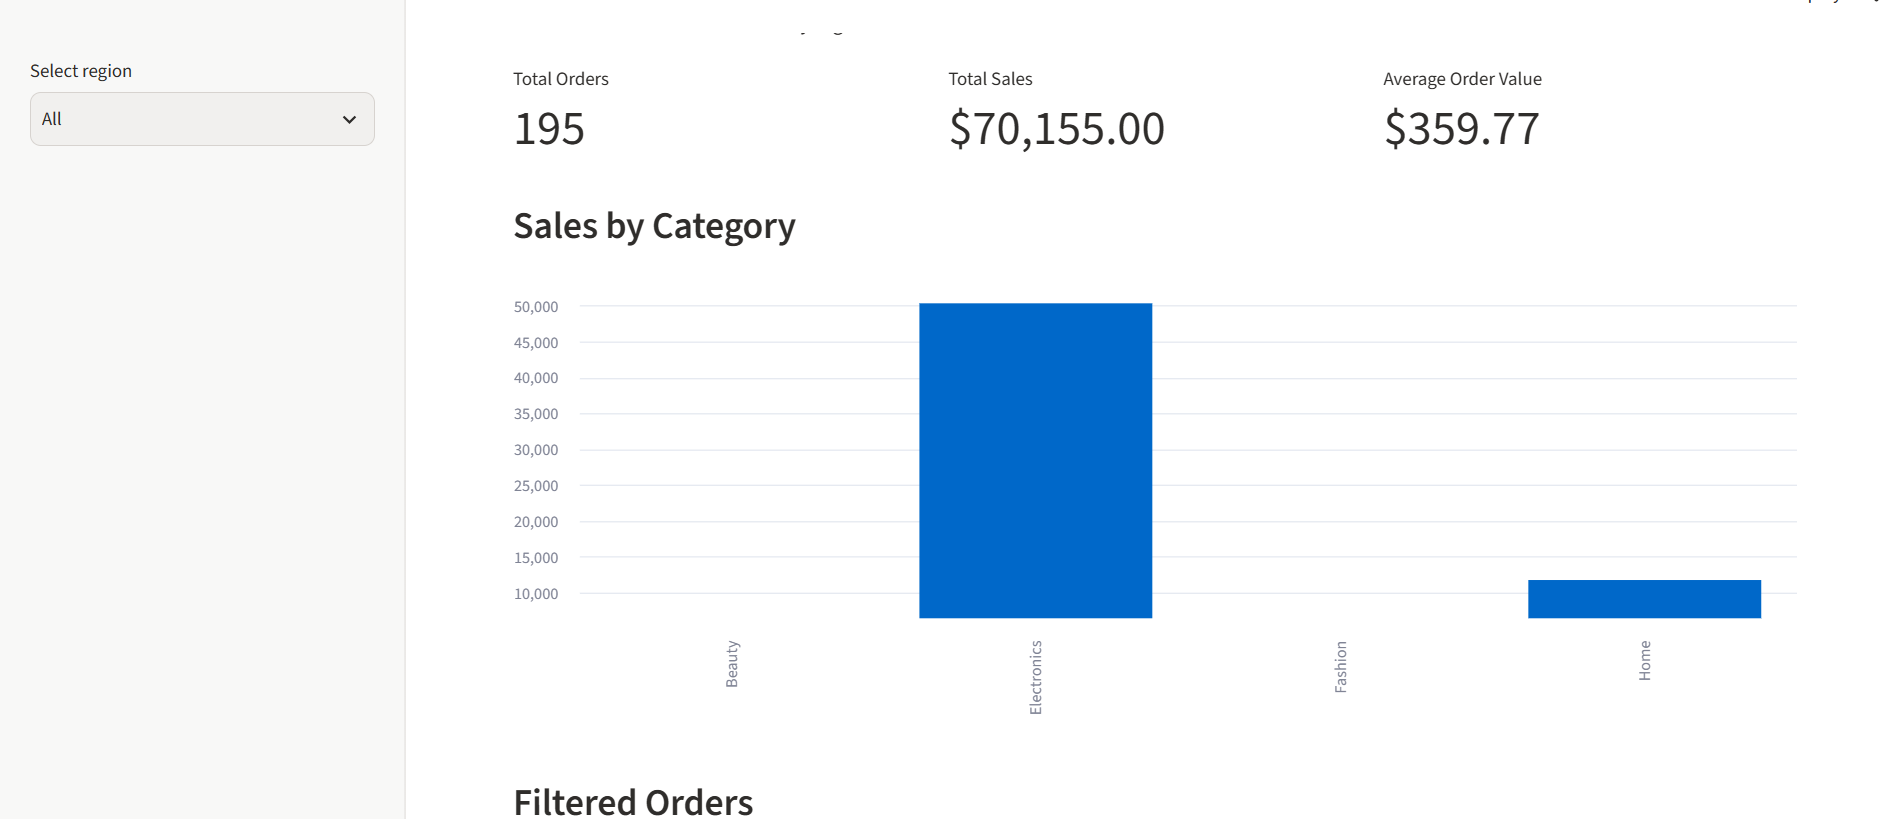 Select region
All
Total Orders
195
Total Sales
$70,155.00
Average Order Value
$359.77
Sales by Category
50,000
45,000
40,000
35,000
30,000
25,000
20,000
15,000
10,000
Beauty
Electronics
Fashion
Home
Filtered Orders